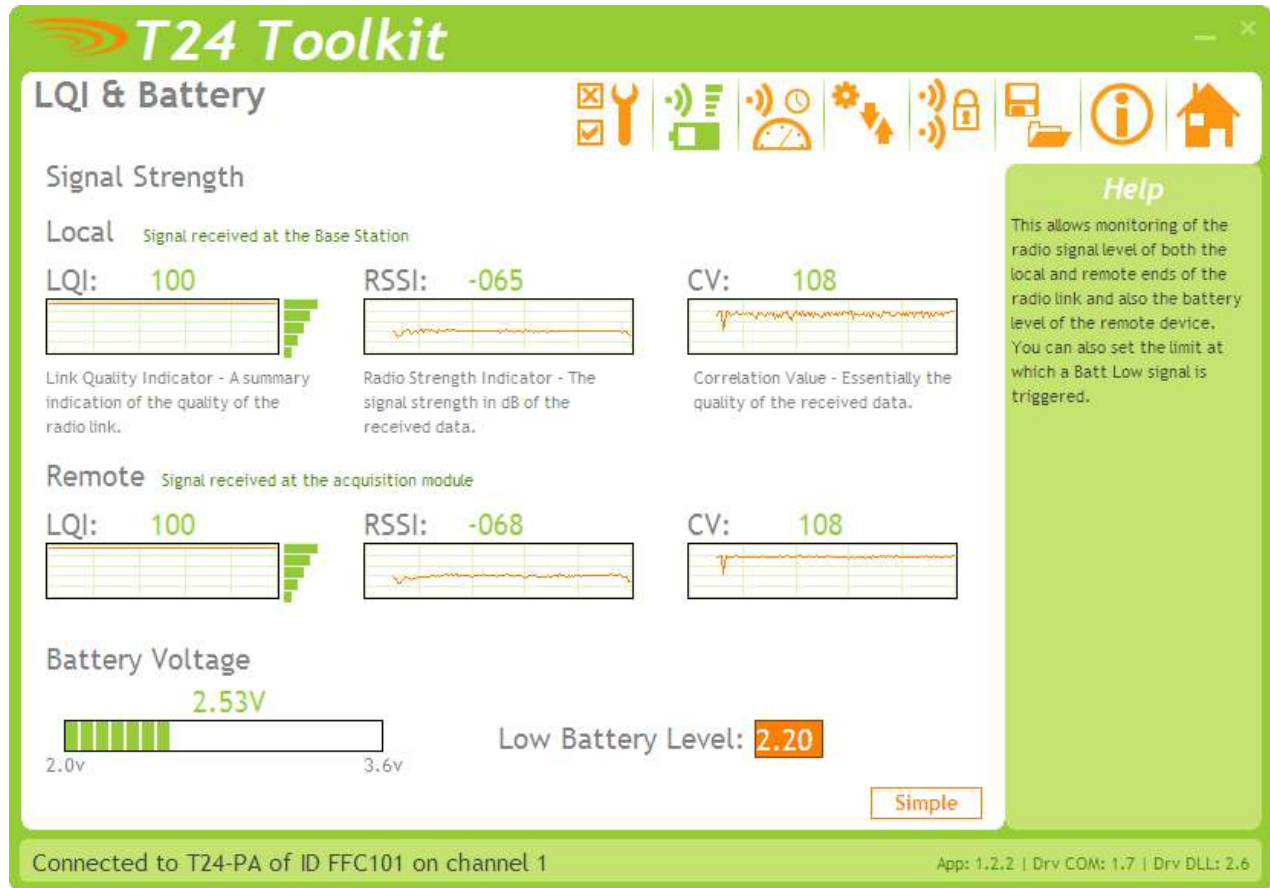 T24 Toolkit
LQI & Battery
Signal Strength
Local Signal received at the Base Station
LQI: 100
RSSI: -065
CV: 108
Link Quality Indicator - A summary
indication of the quality of the
radio link.
Radio Strength Indicator - The
signal strength in dB of the
received data.
Correlation Value - Essentially the
quality of the received data.
Remote Signal received at the acquisition module
LQI: 100
RSSI: -068
CV: 108
Battery Voltage
2.53V
2.0v
3.6v
Low Battery Level: 2.20
Simple
Help
This allows monitoring of the
radio signal level of both the
local and remote ends of the
radio link and also the battery
level of the remote device.
You can also set the limit at
which a Batt Low signal is
triggered.
Connected to T24-PA of ID FFC101 on channel 1
App: 1.2.2 | Drv COM: 1.7 | Drv DLL: 2.6